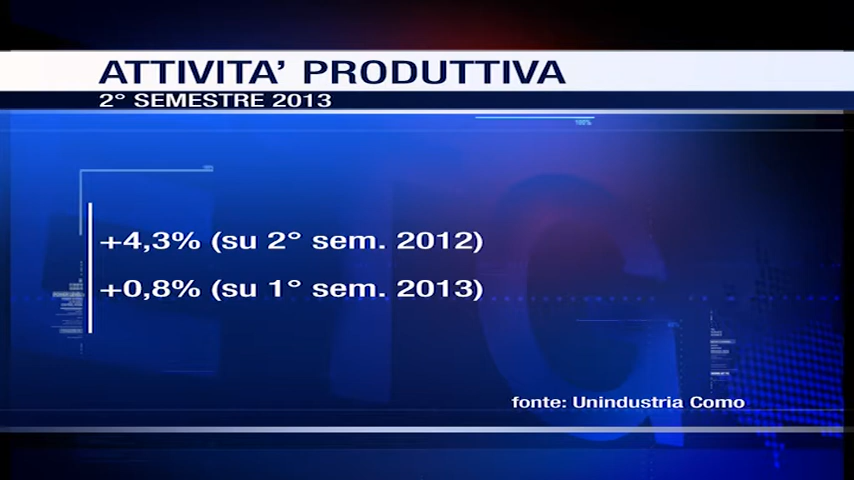 ATTIVITA' PRODUTTIVA
2° SEMESTRE 2013
100%
+4,3% (su 2° sem. 2012)
+0,8% (su 1° sem. 2013)
fonte: Unindustria Como